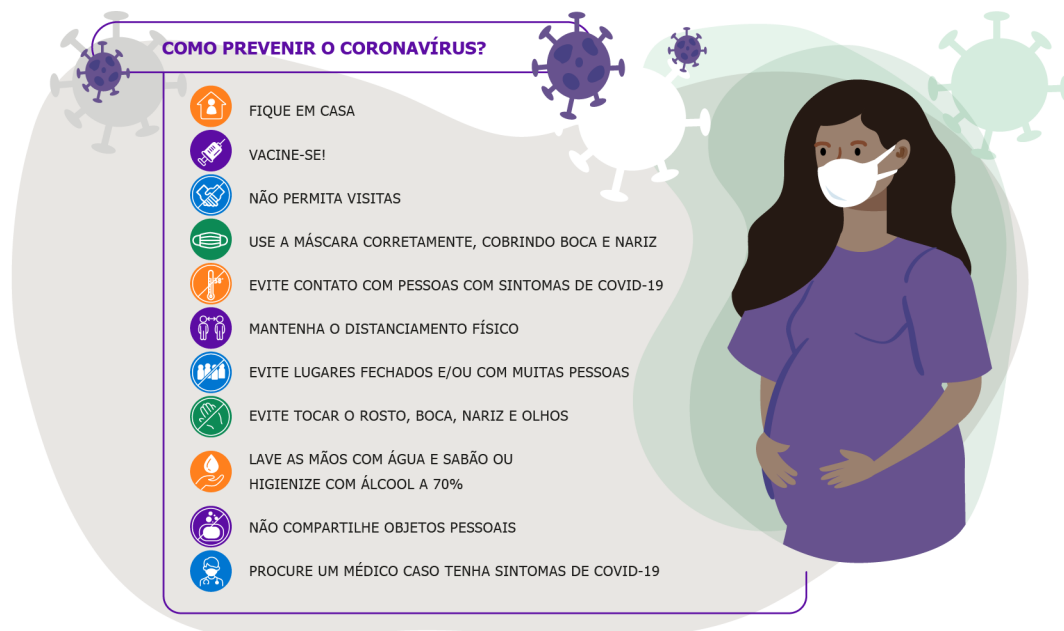 COMO PREVENIR O CORONAVÍRUS?
FIQUE EM CASA
VACINE-SE!
NÃO PERMITA VISITAS
USE A MÁSCARA CORRETAMENTE, COBRINDO BOCA E NARIZ
EVITE CONTATO COM PESSOAS COM SINTOMAS DE COVID-19
MANTENHA O DISTANCIAMENTO FÍSICO
EVITE LUGARES FECHADOS E/OU COM MUITAS PESSOAS
EVITE TOCAR O ROSTO, BOCA, NARIZ E OLHOS
LAVE AS MÃOS COM ÁGUA E SABÃO OU
HIGIENIZE COM ÁLCOOL A 70%
NÃO COMPARTILHE OBJETOS PESSOAIS
PROCURE UM MÉDICO CASO TENHA SINTOMAS DE COVID-19